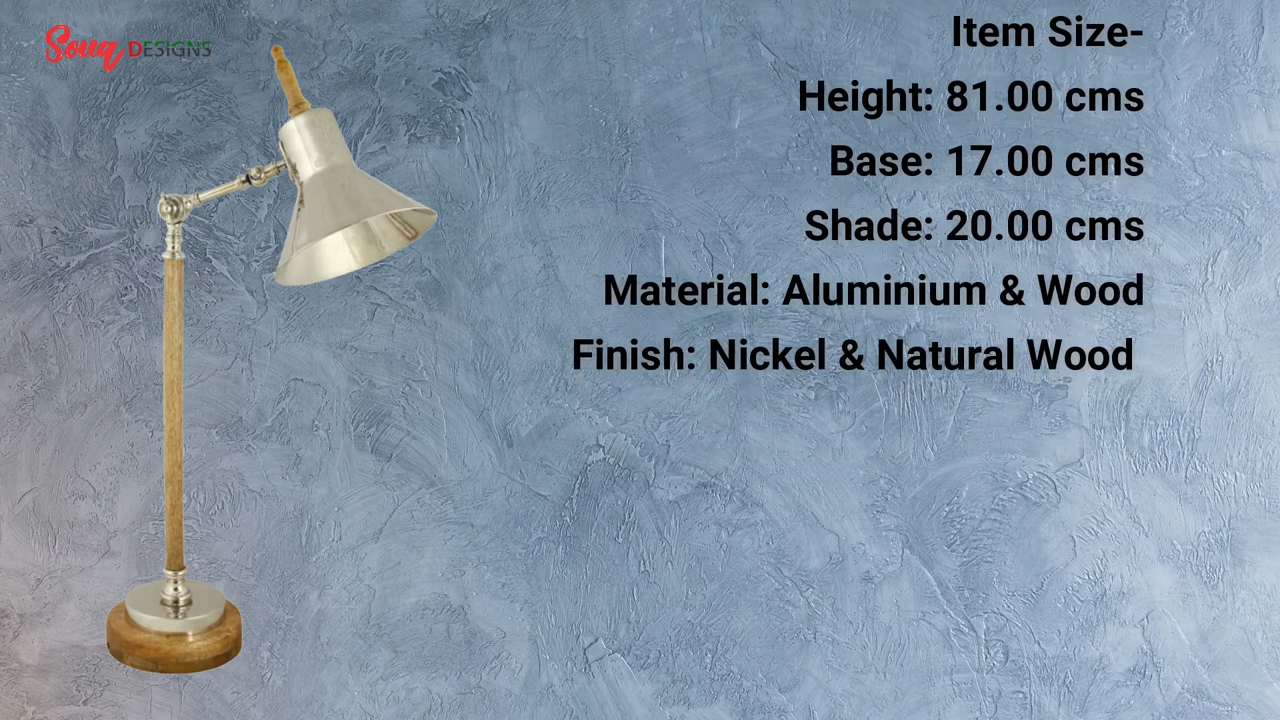 Souq DESIGNS
Item Size-
Height: 81.00 cms
Base: 17.00 cms
Shade: 20.00 cms
Material: Aluminium & Wood
Finish: Nickel & Natural Wood